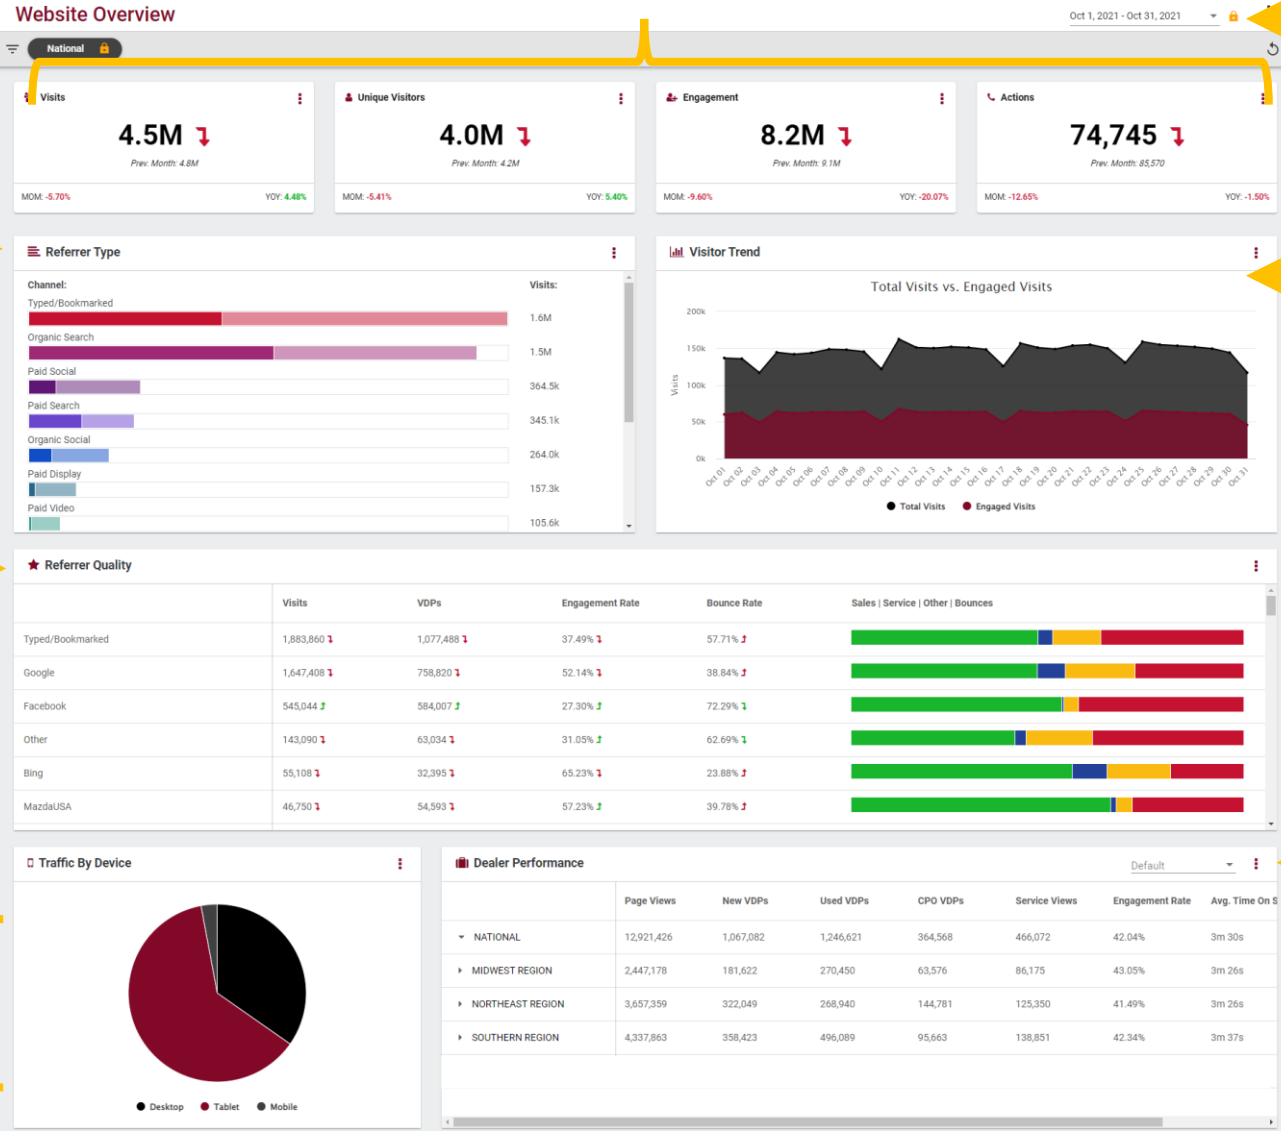 Website Overview
Oct 1, 2021 - Oct 31, 2021
National
Visits
4.5M
Prev. Month: 4.8M
MOM: -5.70%
YOY: 4.48%
Unique Visitors
4.0M
Prev. Month: 4.2M
MOM: -5.41%
YOY: 5.40%
Engagement
8.2M
Prev. Month: 9.1M
MOM: -9.60%
YOY: -20.07%
Actions
74,745
Prev. Month: 85,570
MOM: -12.65%
YOY: -1.50%
Referrer Type
Channel: Visits:
Typed/Bookmarked
1.6M
Organic Search
1.5M
Paid Social
364.5k
Paid Search
345.1k
Organic Social
264.0k
Paid Display
157.3k
Paid Video
105.6k
Visitor Trend
Total Visits vs. Engaged Visits
200k
150k
100k
50k
0k
Visits
Oct 01 Oct 02 Oct 03 Oct 04 Oct 05 Oct 06 Oct 07 Oct 08 Oct 09 Oct 10 Oct 11 Oct 12 Oct 13 Oct 14 Oct 15 Oct 16 Oct 17 Oct 18 Oct 19 Oct 20 Oct 21 Oct 22 Oct 23 Oct 24 Oct 25 Oct 26 Oct 27 Oct 28 Oct 29 Oct 30 Oct 31
Total Visits Engaged Visits
Referrer Quality
Visits VDPs Engagement Rate Bounce Rate Sales | Service | Other | Bounces
Typed/Bookmarked 1,883,860 1,077,488 37.49% 57.71%
Google 1,647,408 758,820 52.14% 38.84%
Facebook 545,044 584,007 27.30% 72.29%
Other 143,090 63,034 31.05% 62.69%
Bing 55,108 32,395 65.23% 23.88%
MazdaUSA 46,750 54,593 57.23% 39.78%
Traffic By Device
Desktop Tablet Mobile
Dealer Performance
Default
Page Views New VDPs Used VDPs CPO VDPs Service Views Engagement Rate Avg. Time On S
NATIONAL 12,921,426 1,067,082 1,246,621 364,568 466,072 42.04% 3m 30s
MIDWEST REGION 2,447,178 181,622 270,450 63,576 86,175 43.05% 3m 26s
NORTHEAST REGION 3,657,359 322,049 268,940 144,781 125,350 41.49% 3m 26s
SOUTHERN REGION 4,337,863 358,423 496,089 95,663 138,851 42.34% 3m 37s